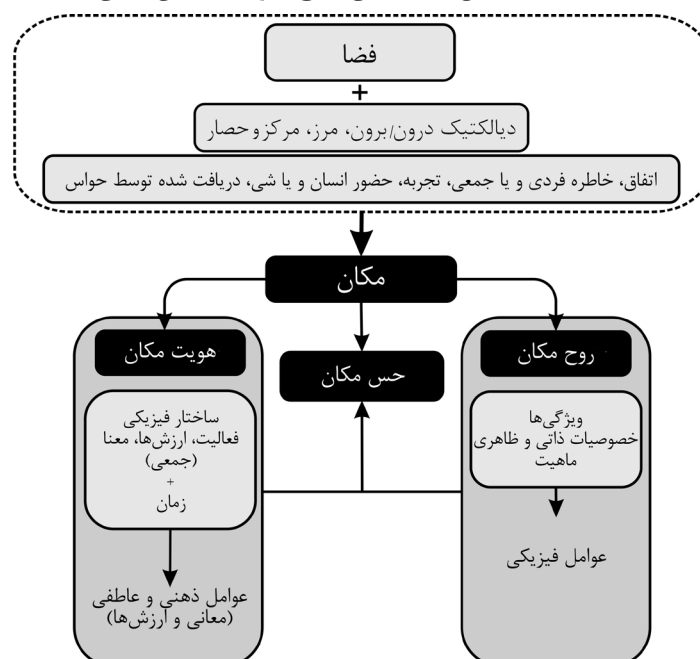 فضا
+
دیالکتیک درون/برون، مرز، مرکز و حصار
اتفاق، خاطره فردی و یا جمعی، تجربه، حضور انسان و یا شی، دریافت شده توسط حواس
مکان
روح مکان
حس مکان
هویت مکان
ویژگی‌ها
خصوصیات ذاتی و ظاهری
ماهیت
عوامل فیزیکی
ساختار فیزیکی
فعالیت، ارزش‌ها، معنا
(جمعی)
+
زمان
عوامل ذهنی و عاطفی
(معانی و ارزش‌ها)